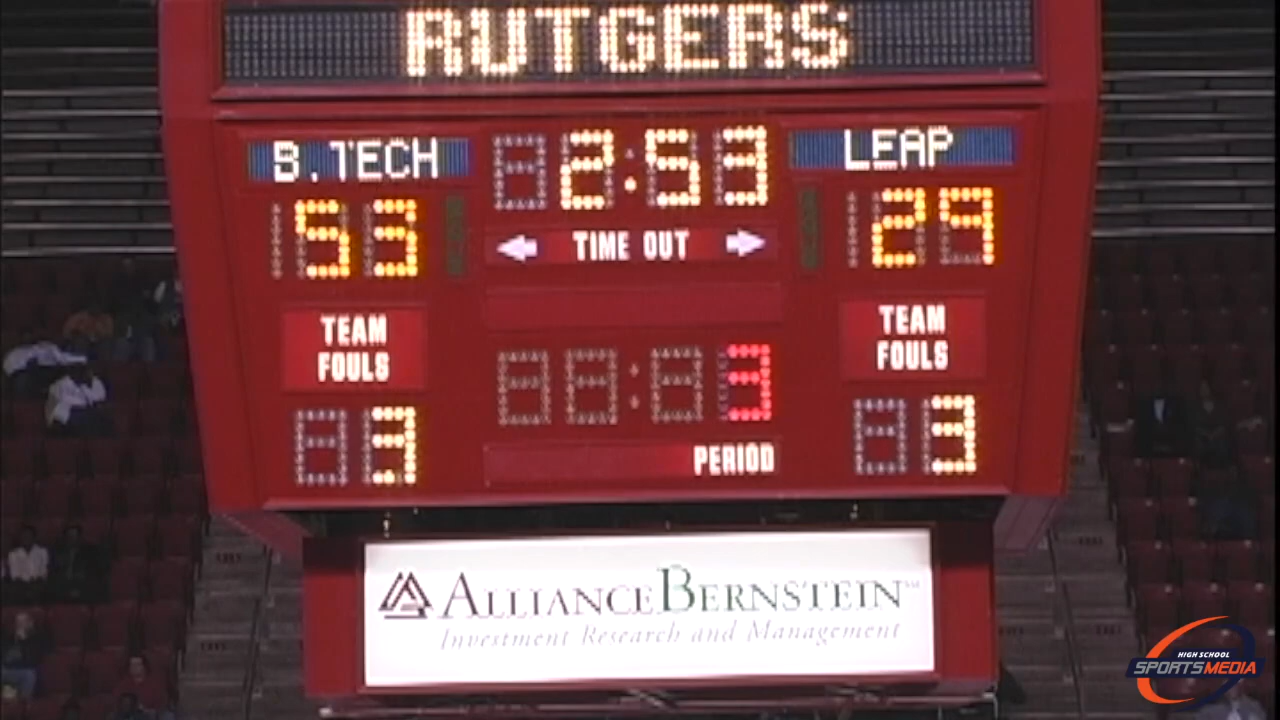 RUTGERS
B.TECH 2:53 LEAP
53 TIME OUT 29
TEAM FOULS
TEAM FOULS
3 3 3
PERIOD
ALLIANCEBERNSTEIN℠
Investment Research and Management
HIGH SCHOOL
SPORTSMEDIA